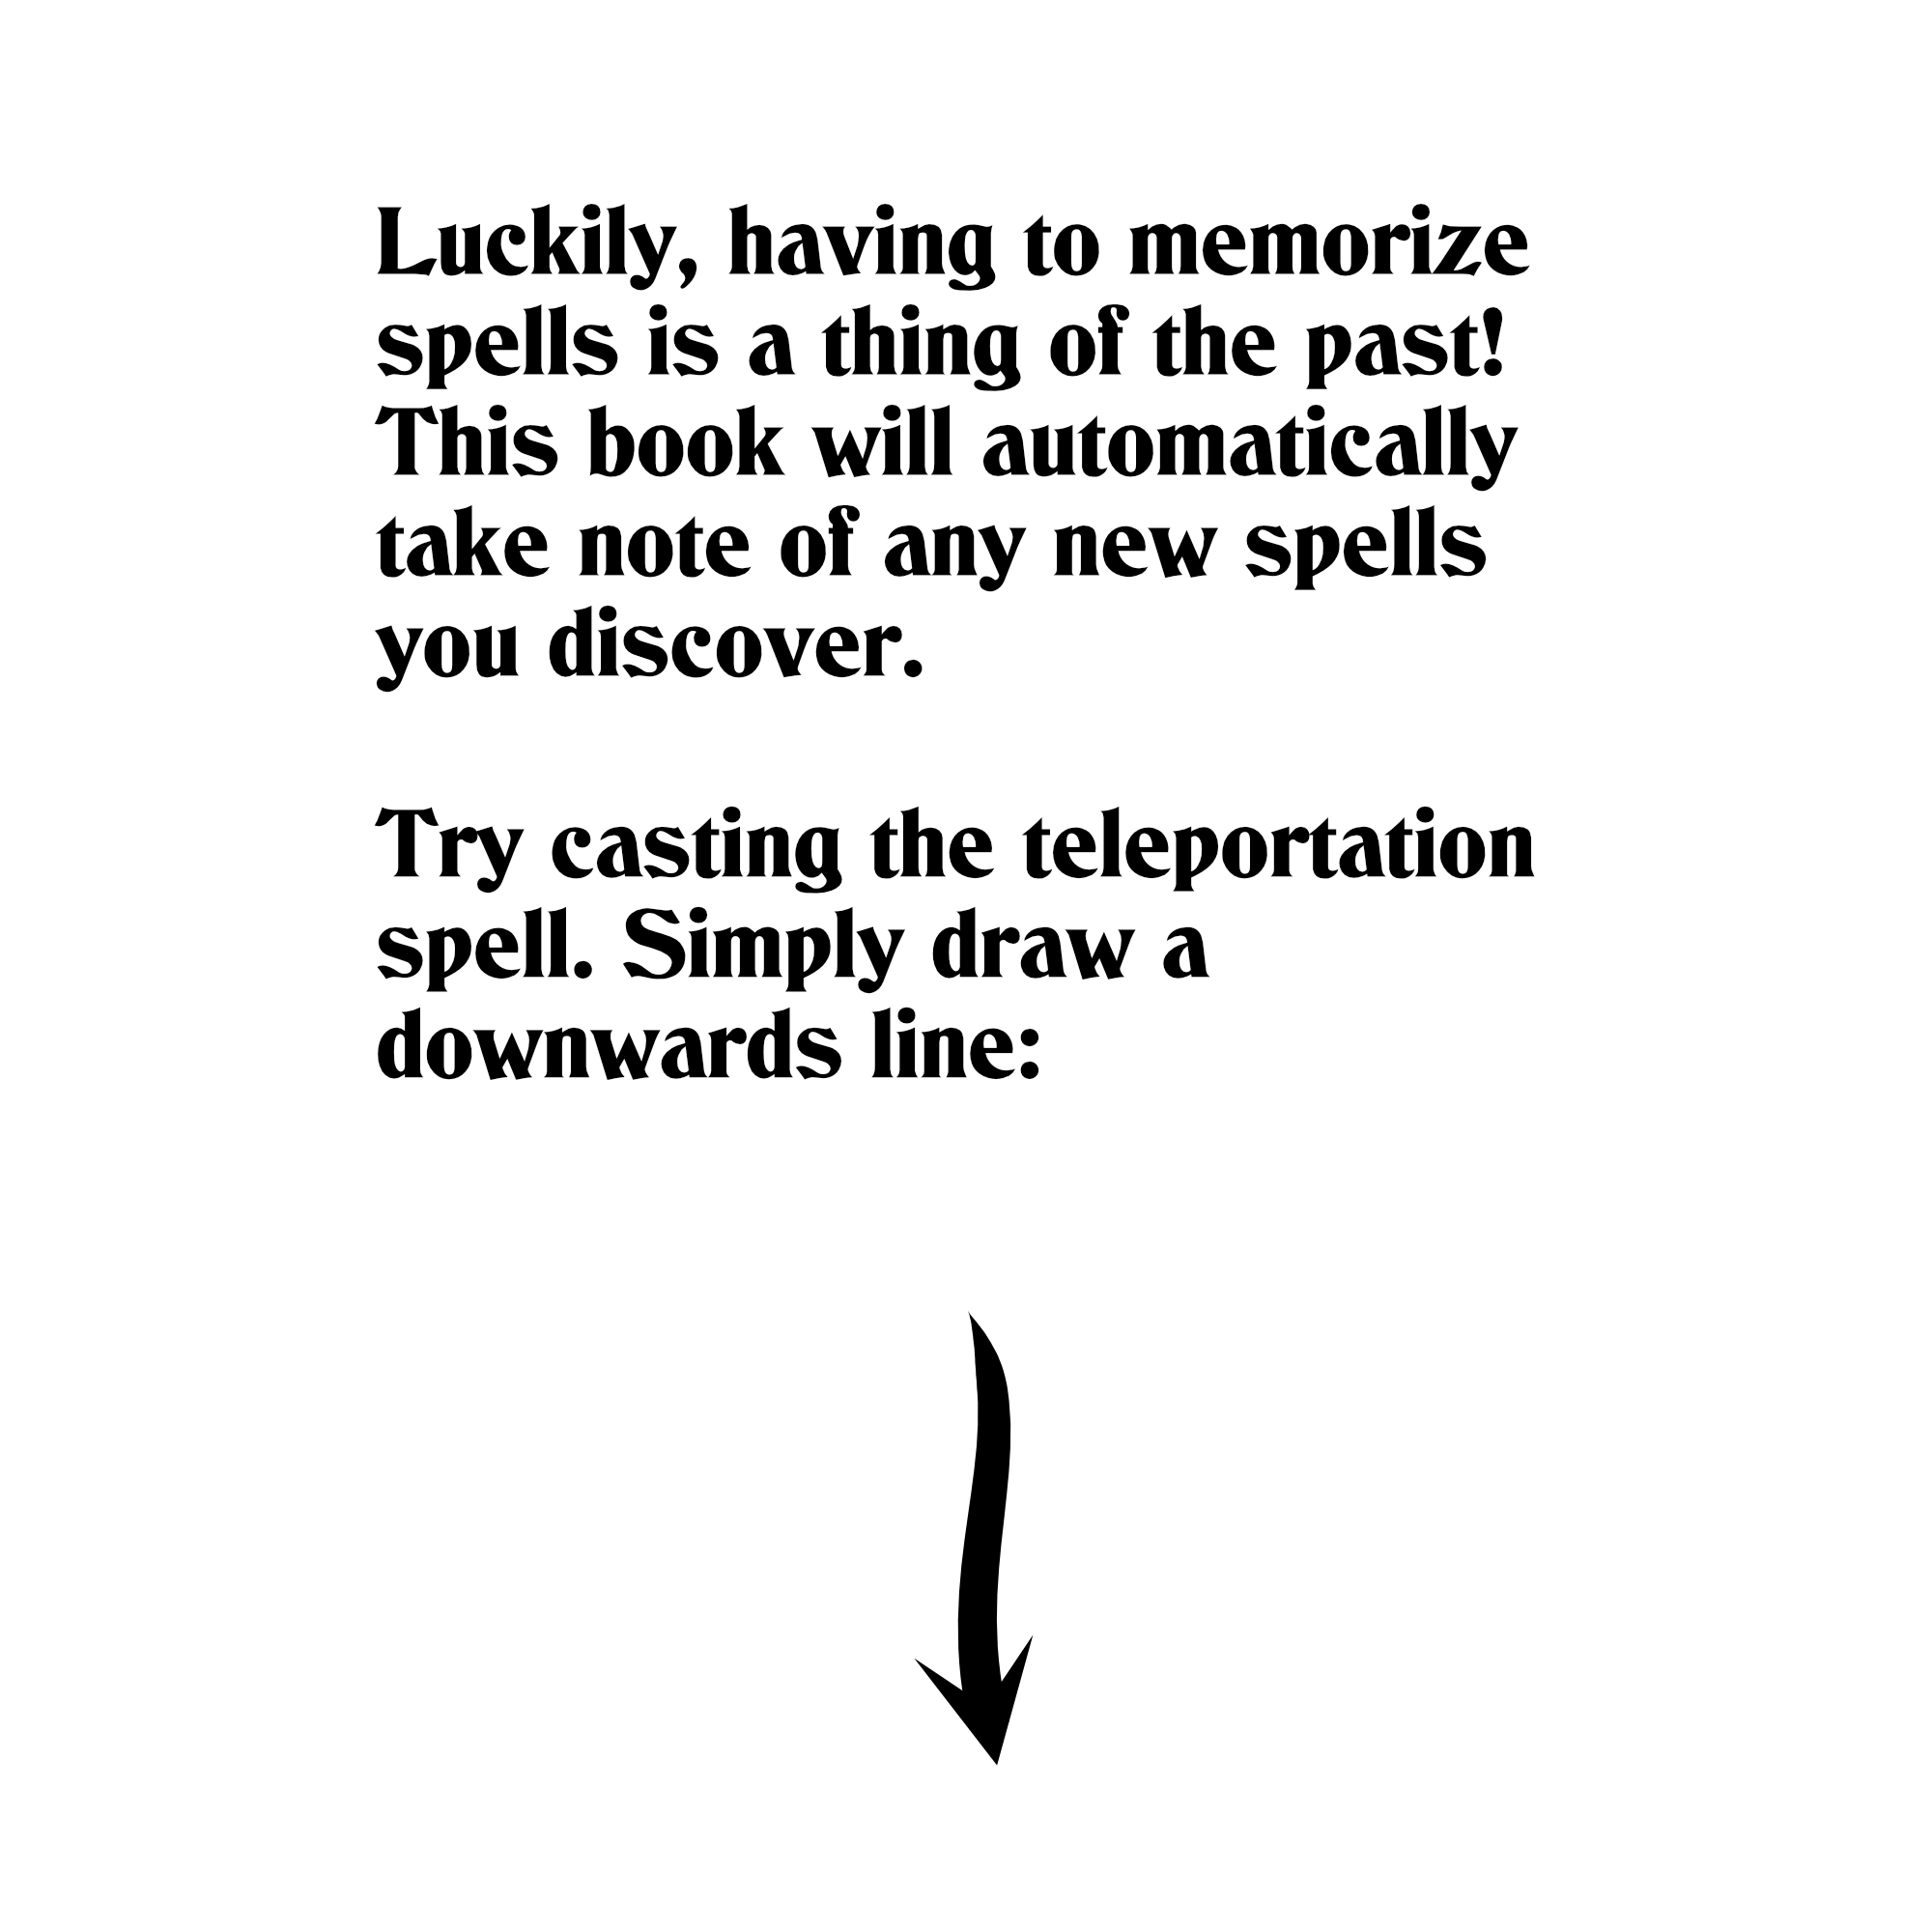 Luckily, having to memorize
spells is a thing of the past!
This book will automatically
take note of any new spells
you discover.
Try casting the teleportation
spell. Simply draw a
downwards line: